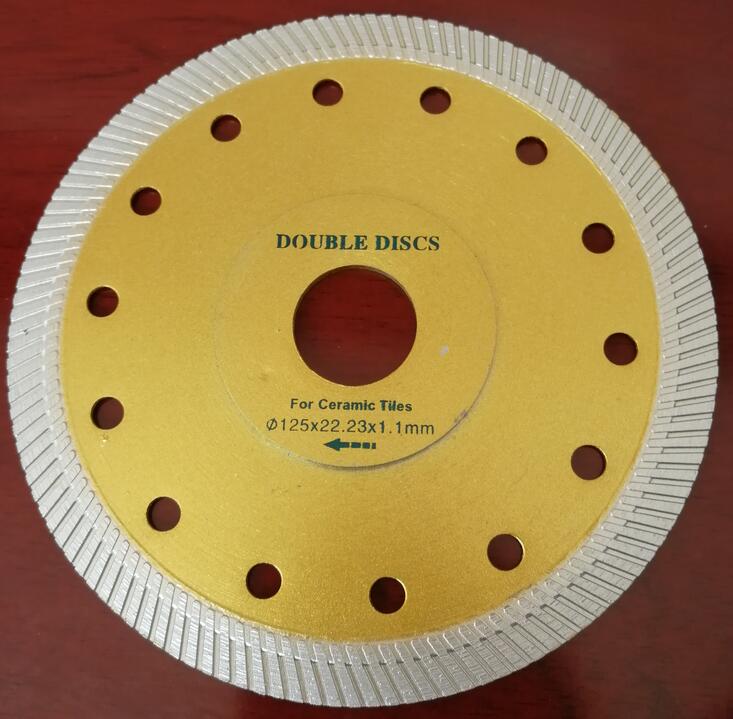 DOUBLE DISCS
For Ceramic Tiles
Ø125x22.23x1.1mm